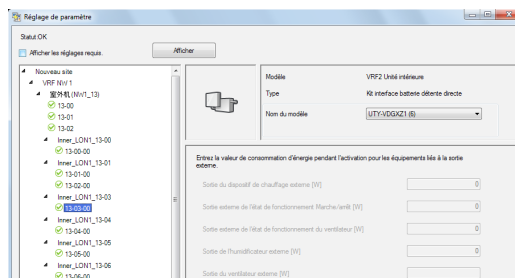 Réglage de paramètre
Statut:OK
Afficher les réglages requis.
Afficher
Nouveau site
VRF NW 1
室外机 (NW1_13)
13-00
13-01
13-02
Inner_LON1_13-00
13-00-00
Inner_LON1_13-01
13-01-00
13-02-00
Inner_LON1_13-03
13-03-00
Inner_LON1_13-04
13-04-00
Inner_LON1_13-05
13-05-00
Inner_LON1_13-06
13-06-00
Modèle
VRF2 Unité intérieure
Type
Kit interface batterie détente directe
Nom du modèle
UTY-VDGXZ1 (6)
Entrez la valeur de consommation d'énergie pendant l'activation pour les équipements liés à la sortie
externe.
Sortie du dispositif de chauffage externe [W]
0
Sortie externe de l'état de fonctionnement Marche/arrêt [W]
0
Sortie externe de l'état de fonctionnement du ventilateur [W]
0
Sortie de l'humidificateur externe [W]
0
Sortie du ventilateur externe [W]